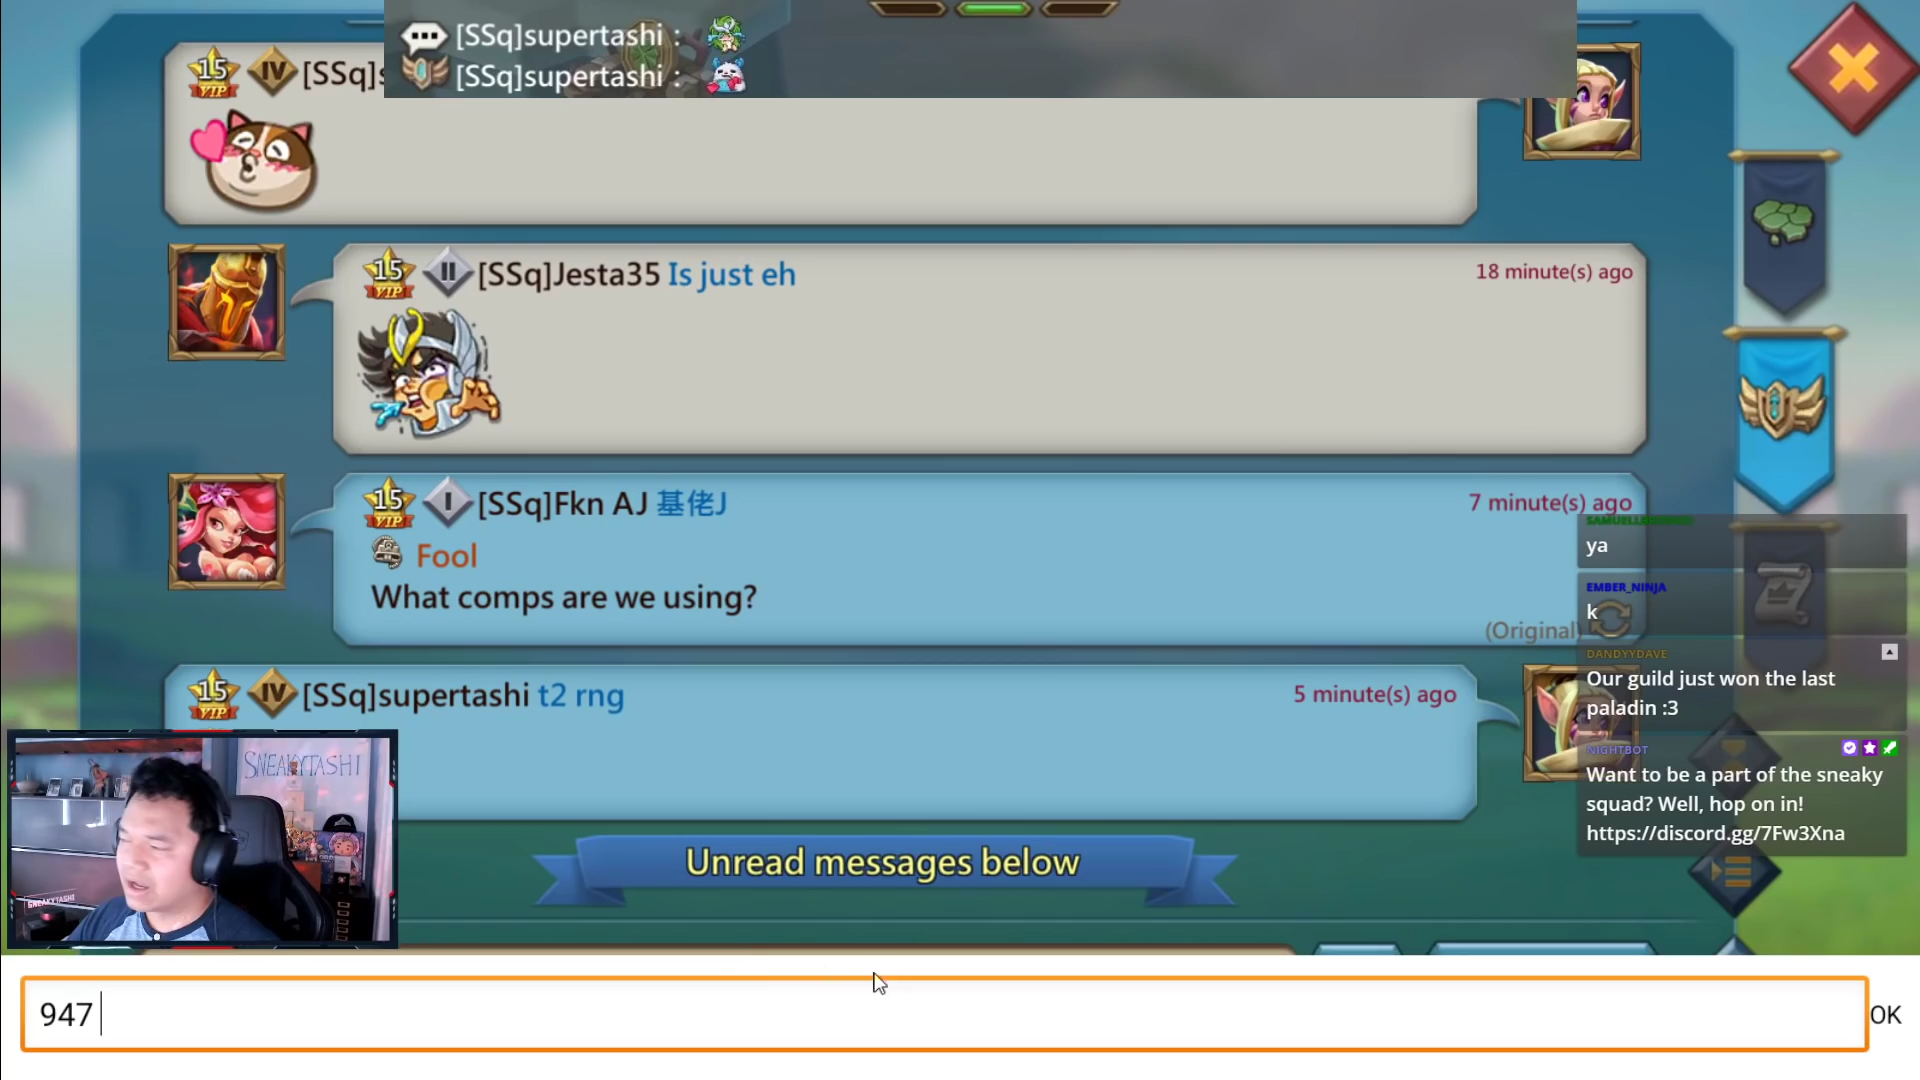 [SSq]supertashi :
[SSq]supertashi :
15 VIP IV [SSq]s
15 VIP II [SSq]Jesta35 Is just eh
18 minute(s) ago
15 VIP I [SSq]Fkn AJ 基佬J
7 minute(s) ago
Fool
What comps are we using?
(Original)
15 VIP IV [SSq]supertashi t2 rng
5 minute(s) ago
Unread messages below
ya
EMBER_NINJA
k
DANDYYDAVE
Our guild just won the last
paladin :3
NIGHTBOT
Want to be a part of the sneaky
squad? Well, hop on in!
https://discord.gg/7Fw3Xna
SNEAKYTASHI
SNEAKYTASHI
947
OK